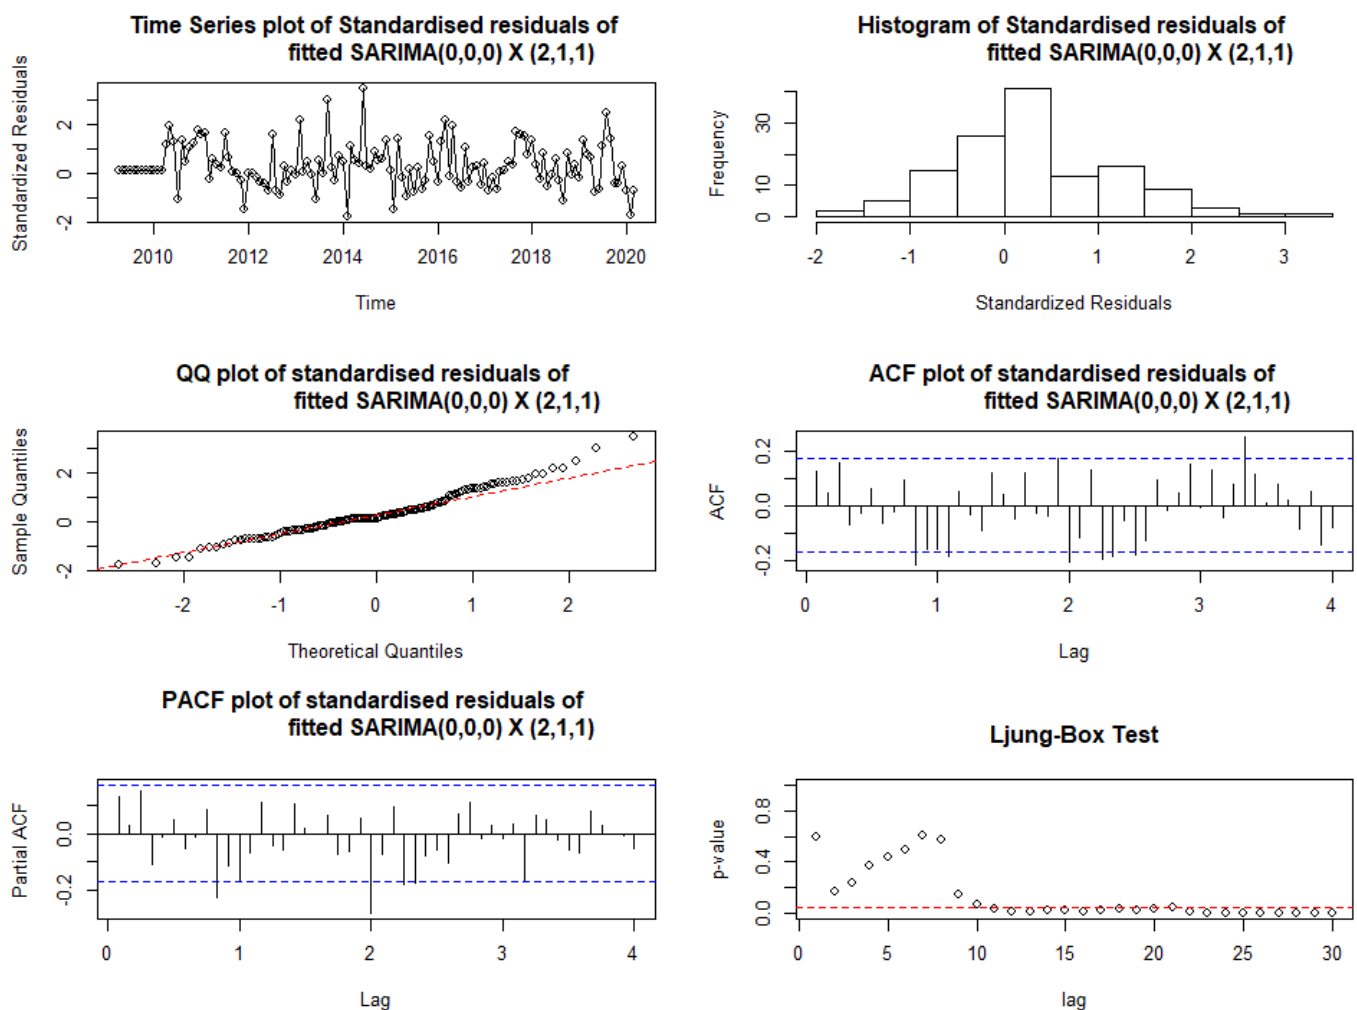 Time Series plot of Standardised residuals of
fitted SARIMA(0,0,0) X (2,1,1)
Standardized Residuals
2
0
-2
2010 2012 2014 2016 2018 2020
Time
Histogram of Standardised residuals of
fitted SARIMA(0,0,0) X (2,1,1)
Frequency
30
10
0
-2 -1 0 1 2 3
Standardized Residuals
QQ plot of standardised residuals of
fitted SARIMA(0,0,0) X (2,1,1)
Sample Quantiles
2
0
-2
-2 -1 0 1 2
Theoretical Quantiles
ACF plot of standardised residuals of
fitted SARIMA(0,0,0) X (2,1,1)
ACF
0.2
0.0
-0.2
0 1 2 3 4
Lag
PACF plot of standardised residuals of
fitted SARIMA(0,0,0) X (2,1,1)
Partial ACF
0.0
-0.2
0 1 2 3 4
Lag
Ljung-Box Test
p-value
0.8
0.4
0.0
0 5 10 15 20 25 30
lag